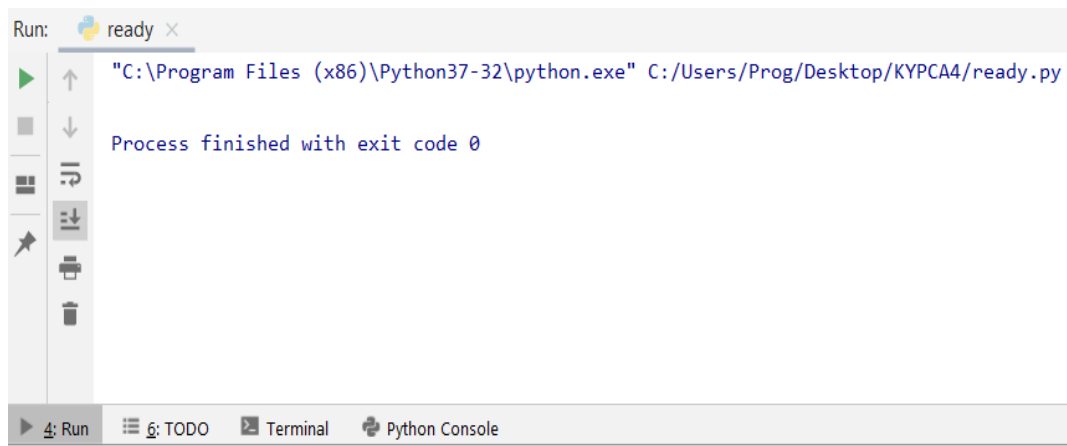 Run: ready
"C:\Program Files (x86)\Python37-32\python.exe" C:/Users/Prog/Desktop/KYPCA4/ready.py
Process finished with exit code 0
4: Run 6: TODO Terminal Python Console